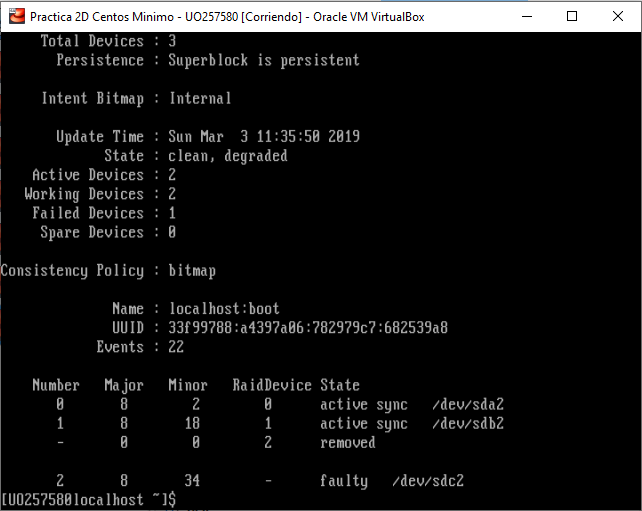 Practica 2D Centos Minimo - UO257580 [Corriendo] - Oracle VM VirtualBox
Total Devices : 3
Persistence : Superblock is persistent
Intent Bitmap : Internal
Update Time : Sun Mar  3 11:35:50 2019
State : clean, degraded
Active Devices : 2
Working Devices : 2
Failed Devices : 1
Spare Devices : 0
Consistency Policy : bitmap
Name : localhost:boot
UUID : 33f99788:a4397a06:782979c7:682539a8
Events : 22
Number   Major   Minor   RaidDevice State
0       8        2        0      active sync   /dev/sda2
1       8       18        1      active sync   /dev/sdb2
-       0        0        2      removed
2       8       34        -      faulty   /dev/sdc2
[UO257580localhost ~]$